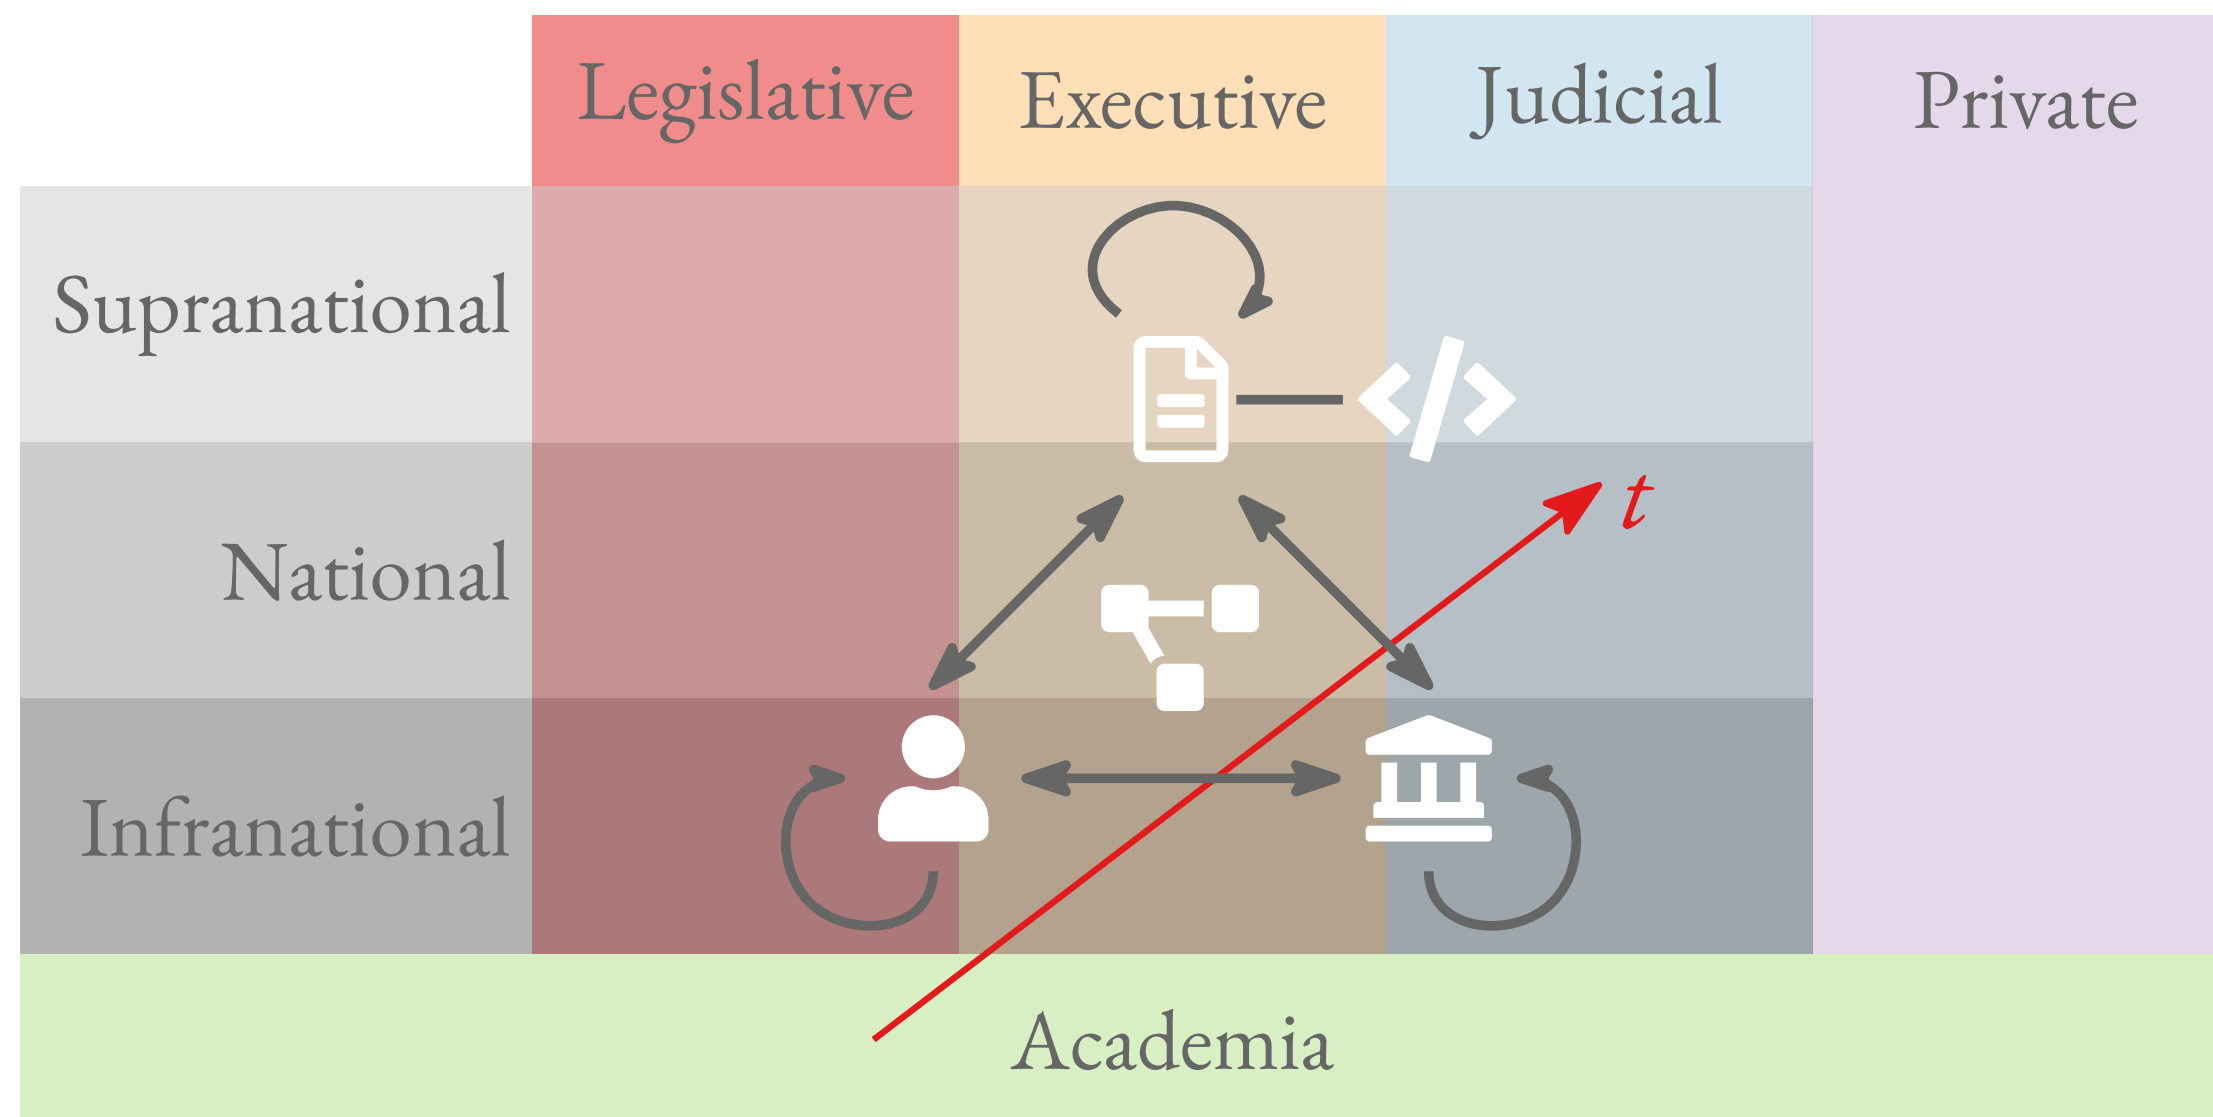 Legislative
Executive
Judicial
Private
Supranational
National
t
Infranational
Academia